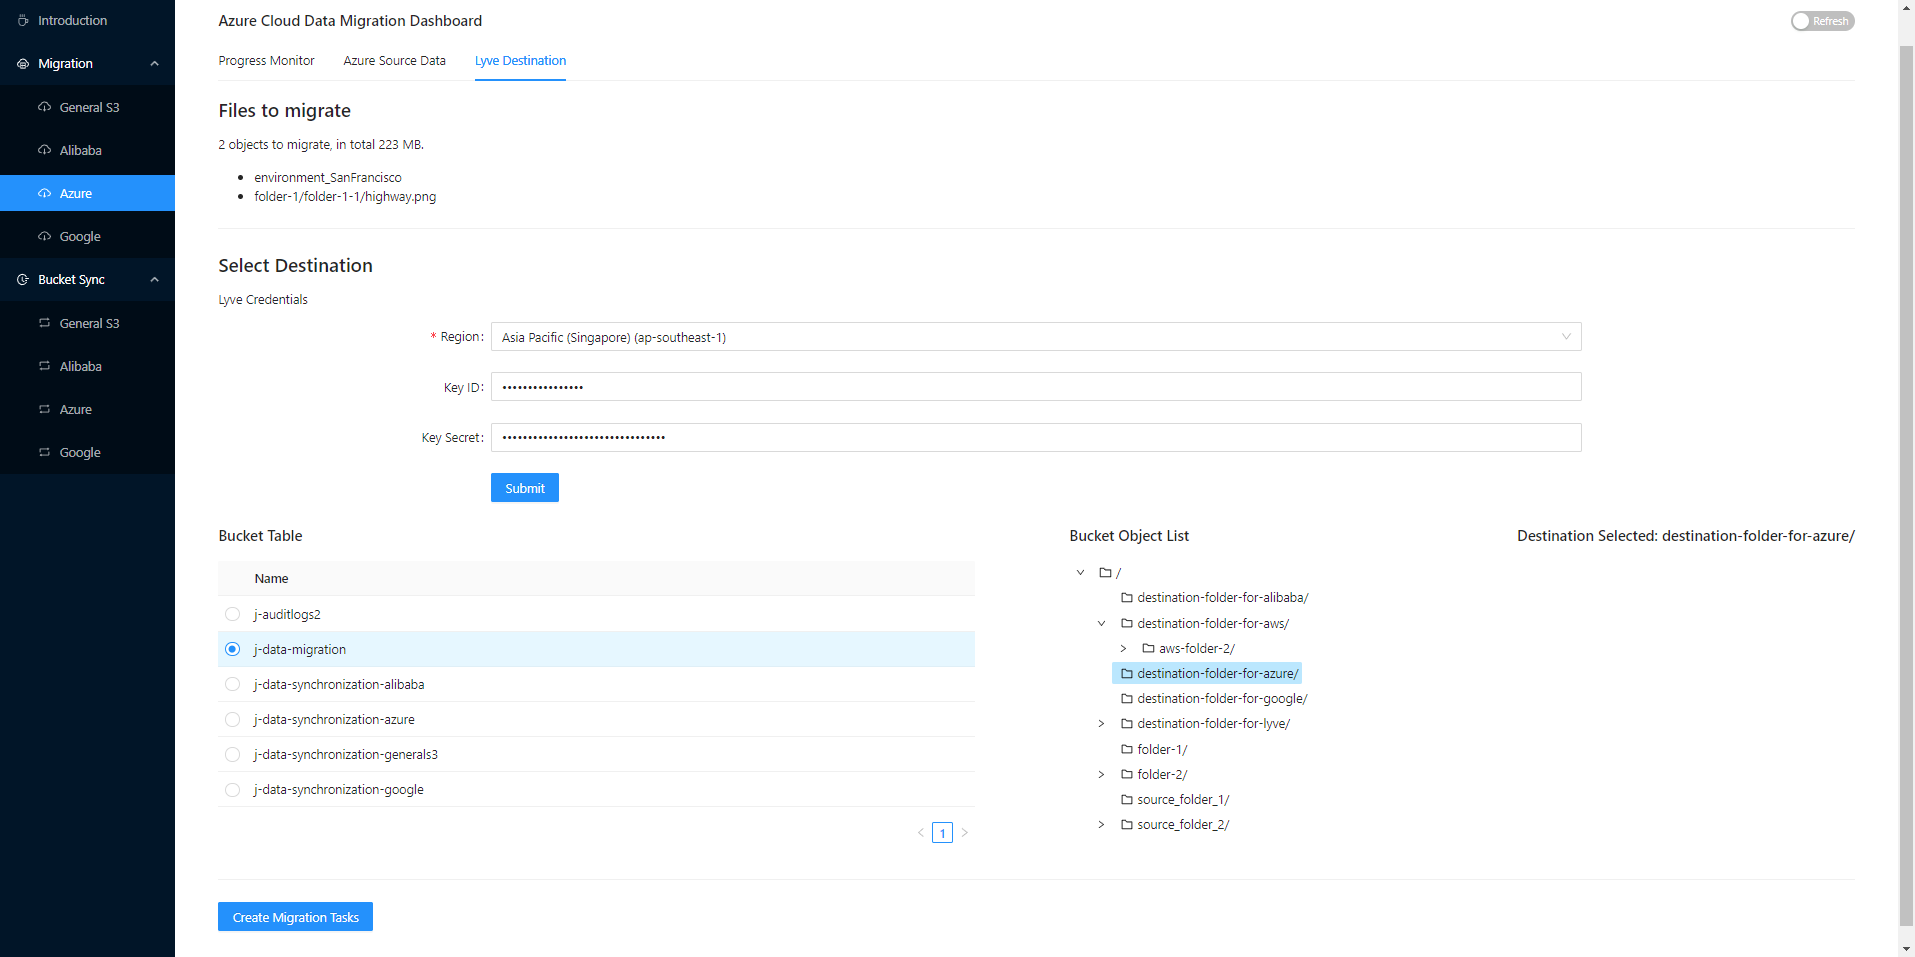 Introduction
Migration
General S3
Alibaba
Azure
Google
Bucket Sync
General S3
Alibaba
Azure
Google
Azure Cloud Data Migration Dashboard
Refresh
Progress Monitor Azure Source Data Lyve Destination
Files to migrate
2 objects to migrate, in total 223 MB.
environment_SanFrancisco
folder-1/folder-1-1/highway.png
Select Destination
Lyve Credentials
* Region: Asia Pacific (Singapore) (ap-southeast-1)
Key ID: ••••••••••••••••
Key Secret: ••••••••••••••••••••••••••••••••
Submit
Bucket Table
Name
j-auditlogs2
j-data-migration
j-data-synchronization-alibaba
j-data-synchronization-azure
j-data-synchronization-generals3
j-data-synchronization-google
1
Bucket Object List
Destination Selected: destination-folder-for-azure/
/
destination-folder-for-alibaba/
destination-folder-for-aws/
aws-folder-2/
destination-folder-for-azure/
destination-folder-for-google/
destination-folder-for-lyve/
folder-1/
folder-2/
source_folder_1/
source_folder_2/
Create Migration Tasks